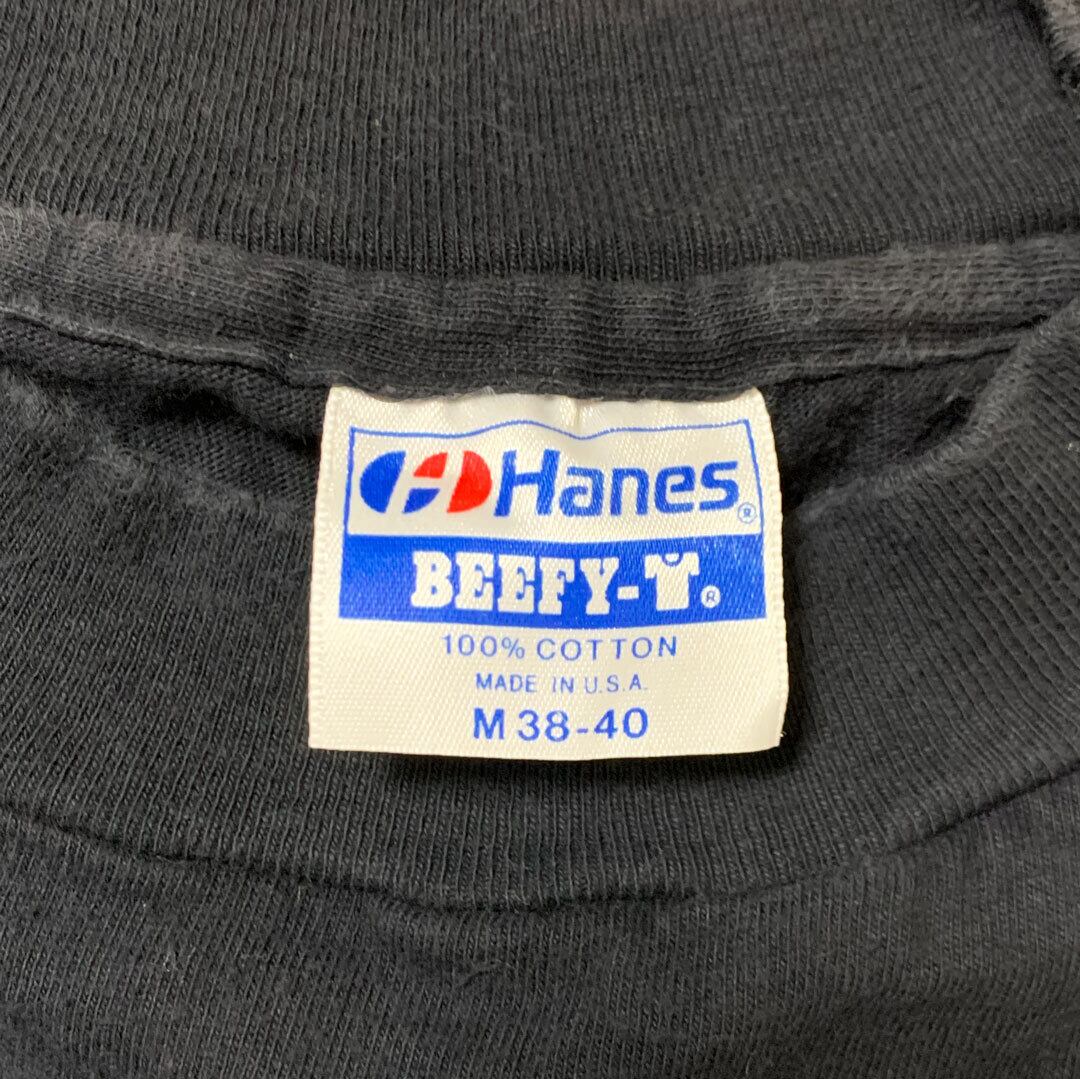 Hanes®
BEEFY-T®
100% COTTON
MADE IN U.S.A.
M 38-40